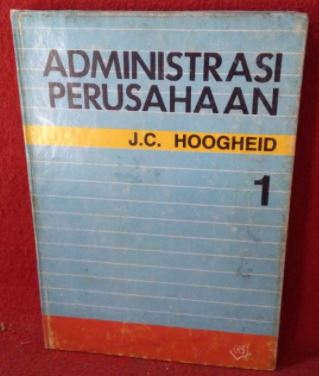 ADMINISTRASI
PERUSAHAAN
J.C. HOOGHEID
1